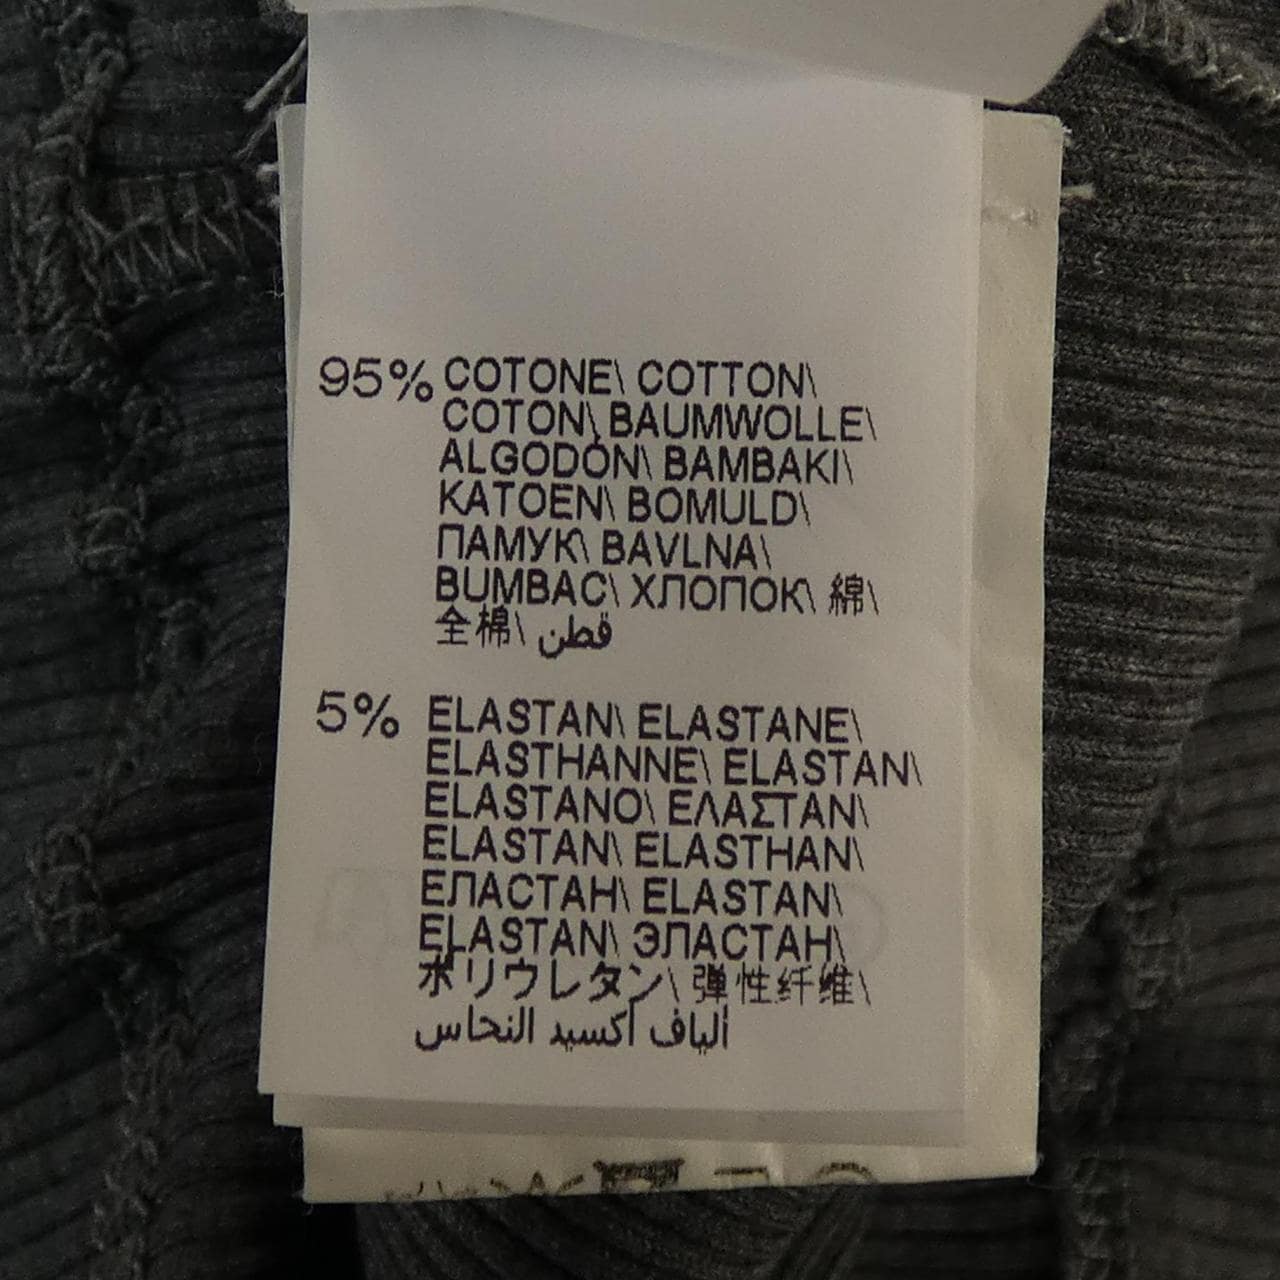 95% COTONE\ COTTON\
COTON\ BAUMWOLLE\
ALGODÓN\ BAMBAKI\
KATOEN\ BOMULD\
ПАМУК\ BAVLNA\
BUMBAC\ ХЛОПОК\ 綿\
全棉\ قطن
5% ELASTAN\ ELASTANE\
ELASTHANNE\ ELASTAN\
ELASTANO\ ΕΛΑΣΤΑΝ\
ELASTAN\ ELASTHAN\
ЕПАСТАН\ ELASTAN\
ELASTAN\ ЭПАСТАН\
ポリウレタン\ 弹性纤维\
ألياف أكسيد النحاس